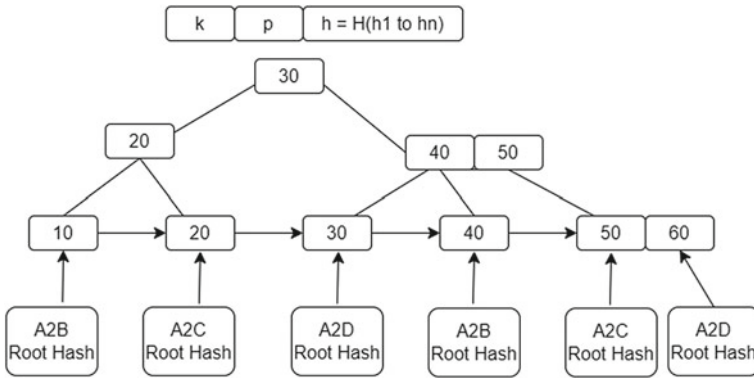 k p h = H(h1 to hn)
30
20
40 50
10 20 30 40 50 60
A2B A2C A2D A2B A2C A2D
Root Hash Root Hash Root Hash Root Hash Root Hash Root Hash